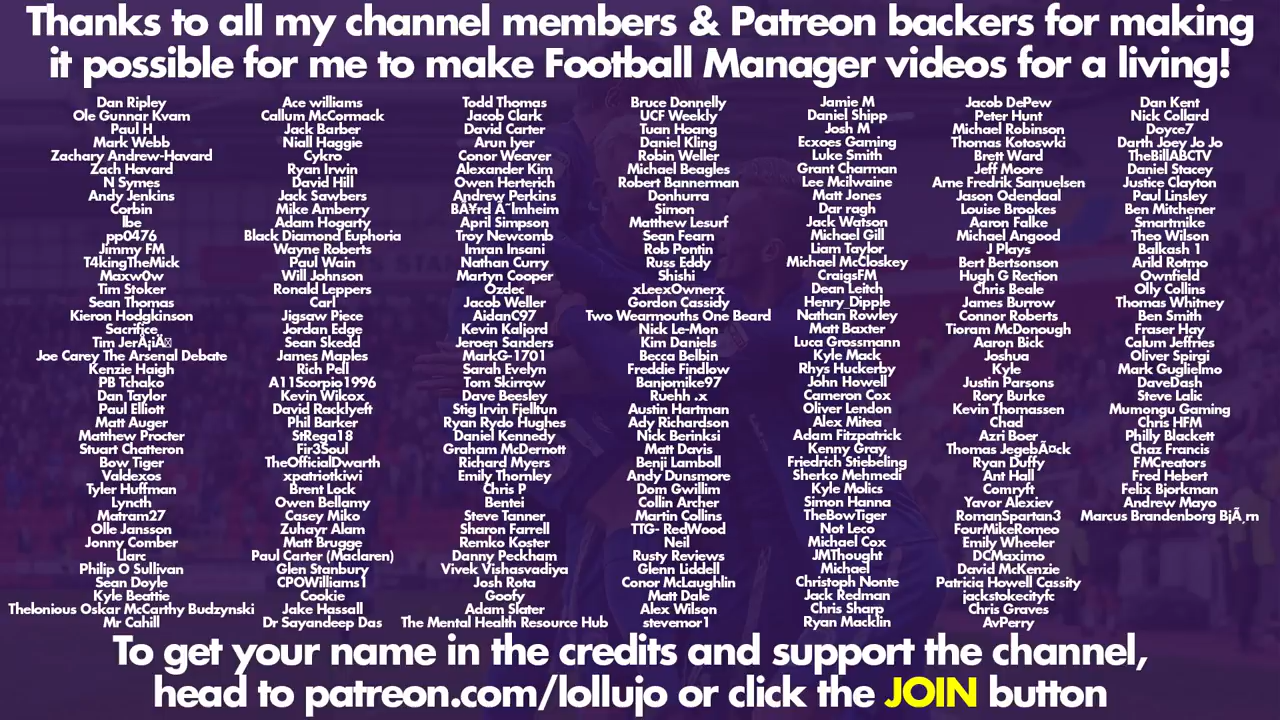 Thanks to all my channel members & Patreon backers for making
it possible for me to make Football Manager videos for a living!
Dan Ripley
Ole Gunnar Kvam
Paul H
Mark Webb
Zachary Andrew-Havard
Zach Havard
N Symes
Andy Jenkins
Corbin
Ibe
pp0476
Jimmy FM
T4kingTheMick
Maxw0w
Tim Stoker
Sean Thomas
Kieron Hodgkinson
Sacrifice
Joe Carey The Arsenal Debate
Kenzie Haigh
PB Tchako
Dan Taylor
Paul Elliott
Matt Auger
Matthew Procter
Stuart Chatteron
Bow Tiger
Valdexos
Tyler Huffman
Lyncth
Matram27
Olle Jansson
Jonny Comber
Llarc
Philip O Sullivan
Sean Doyle
Kyle Beattie
Thelonious Oskar McCarthy Budzynski
Mr Cahill
Ace williams
Callum McCormack
Jack Barber
Niall Haggie
Cykro
Ryan Irwin
David Hill
Jack Sawbers
Mike Amberry
Adam Hogarty
Black Diamond Euphoria
Wayne Roberts
Paul Wain
Will Johnson
Ronald Leppers
Carl
Jigsaw Piece
Jordan Edge
Sean Skedd
James Maples
Rich Pell
A11Scorpio1996
Kevin Wilcox
David Racklyeft
Phil Barker
StRega18
Fir3Soul
TheOfficialDwarth
xpatriotkiwi
Brent Lock
Owen Bellamy
Casey Miko
Zuhayr Alam
Matt Brugge
Paul Carter (Maclaren)
Glen Stanbury
CPOWilliams1
Cookie
Jake Hassall
Dr Sayandeep Das
Todd Thomas
Jacob Clark
David Carter
Arun Iyer
Conor Weaver
Alexander Kim
Owen Herterich
Andrew Perkins
BÃ¥rd Ã˜lmheim
April Simpson
Troy Newcomb
Imran Insani
Nathan Curry
Martyn Cooper
Ozdec
Jacob Weller
AidanC97
Kevin Kaljord
Jeroen Sanders
MarkG-1701
Sarah Evelyn
Tom Skirrow
Dave Beesley
Stig Irvin Fjelltun
Ryan Rydo Hughes
Daniel Kennedy
Graham McDernott
Richard Myers
Emily Thornley
Chris P
Bentei
Steve Tanner
Sharon Farrell
Remko Koster
Danny Peckham
Vivek Vishasvadiya
Josh Rota
Goofy
Adam Slater
The Mental Health Resource Hub
Bruce Donnelly
UCF Weekly
Tuan Hoang
Daniel Kling
Robin Weller
Michael Beagles
Robert Bannerman
Donhurra
Simon
Matthew Lesurf
Sean Fearn
Rob Pontin
Russ Eddy
Shishi
xLeexOwnerx
Gordon Cassidy
Two Wearmouths One Beard
Nick Le-Mon
Kim Daniels
Becca Belbin
Freddie Findlow
Banjomike97
Ruehh .x
Austin Hartman
Ady Richardson
Nick Berinksi
Matt Davis
Benji Lamboll
Andy Dunsmore
Dom Gwillim
Collin Archer
Martin Collins
TTG- RedWood
Neil
Rusty Reviews
Glenn Liddell
Conor McLaughlin
Matt Dale
Alex Wilson
stevemor1
Jamie M
Daniel Shipp
Josh M
Ecxoes Gaming
Luke Smith
Grant Charman
Lee Mcilwaine
Matt Jones
Dar ragh
Jack Watson
Michael Gill
Liam Taylor
Michael McCloskey
CraigsFM
Dean Leitch
Henry Dipple
Nathan Rowley
Matt Baxter
Luca Grossmann
Kyle Mack
Rhys Huckerby
John Howell
Cameron Cox
Oliver Lendon
Alex Mitea
Adam Fitzpatrick
Kenny Gray
Friedrich Stiebeling
Sherko Mehmedi
Kyle Molics
Simon Hanna
TheBowTiger
Not Leco
Michael Cox
JMThought
Michael
Christoph Nonte
Jack Redman
Chris Sharp
Ryan Macklin
Jacob DePew
Peter Hunt
Michael Robinson
Thomas Kotoswki
Brett Ward
Jeff Moore
Arne Fredrik Samuelsen
Jason Odendaal
Louise Brookes
Aaron Falke
Michael Angood
J Plays
Bert Bertsonson
Hugh G Rection
Chris Beale
James Burrow
Connor Roberts
Tioram McDonough
Aaron Bick
Joshua
Kyle
Justin Parsons
Rory Burke
Kevin Thomassen
Chad
Azri Boer
Thomas JegebÃ¤ck
Ryan Duffy
Ant Hall
Comryft
Yavor Alexiev
RomanSpartan3
FourMikeRomeo
Emily Wheeler
DCMaximo
David McKenzie
Patricia Howell Cassity
jackstokecityfc
Chris Graves
AvPerry
Dan Kent
Nick Collard
Doyce7
Darth Joey Jo Jo
TheBillABCTV
Daniel Stacey
Justice Clayton
Paul Linsley
Ben Mitchener
Smartmike
Theo Wilson
Balkash 1
Arild Rotmo
Ownfield
Olly Collins
Thomas Whitney
Ben Smith
Fraser Hay
Calum Jeffries
Oliver Spirgi
Mark Guglielmo
DaveDash
Steve Lalic
Mumongu Gaming
Chris HFM
Philly Blackett
Chaz Francis
FMCreators
Fred Hebert
Felix Bjorkman
Andrew Mayo
Marcus Brandenborg
To get your name in the credits and support the channel,
head to patreon.com/lollujo or click the JOIN button